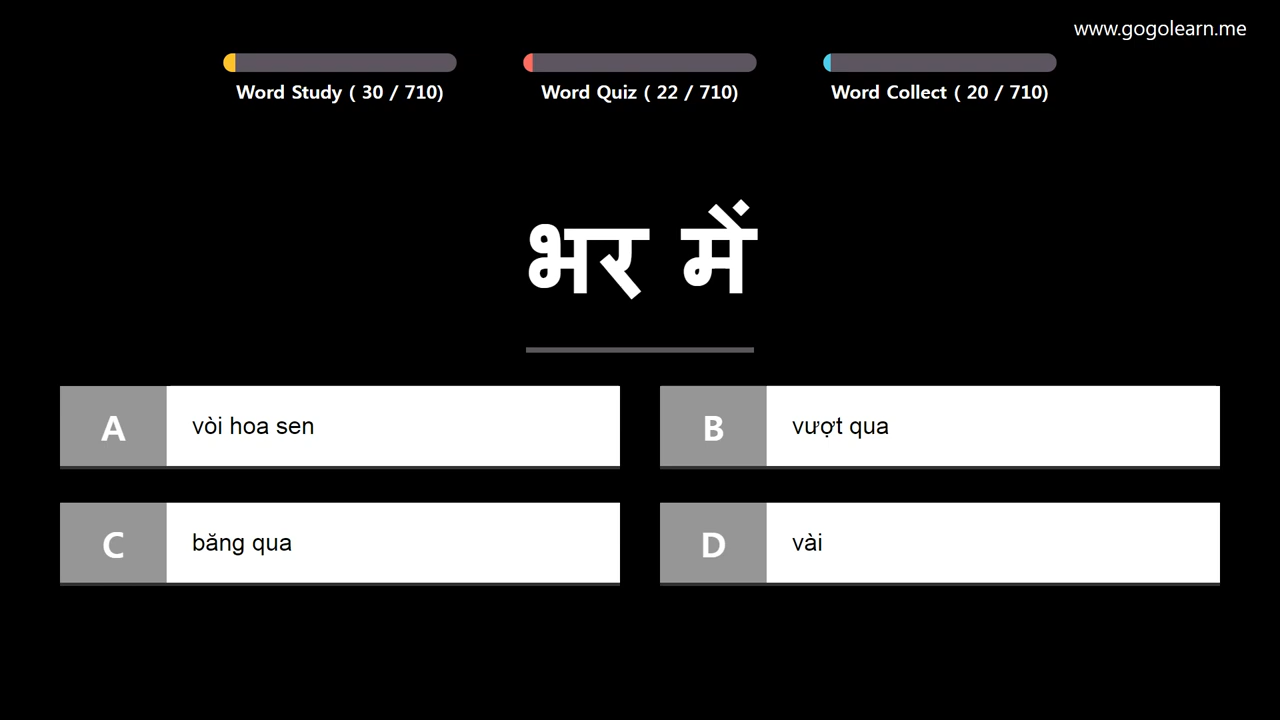 www.gogolearn.me
Word Study ( 30 / 710)
Word Quiz ( 22 / 710)
Word Collect ( 20 / 710)
भर में
A
vòi hoa sen
B
vượt qua
C
băng qua
D
vài